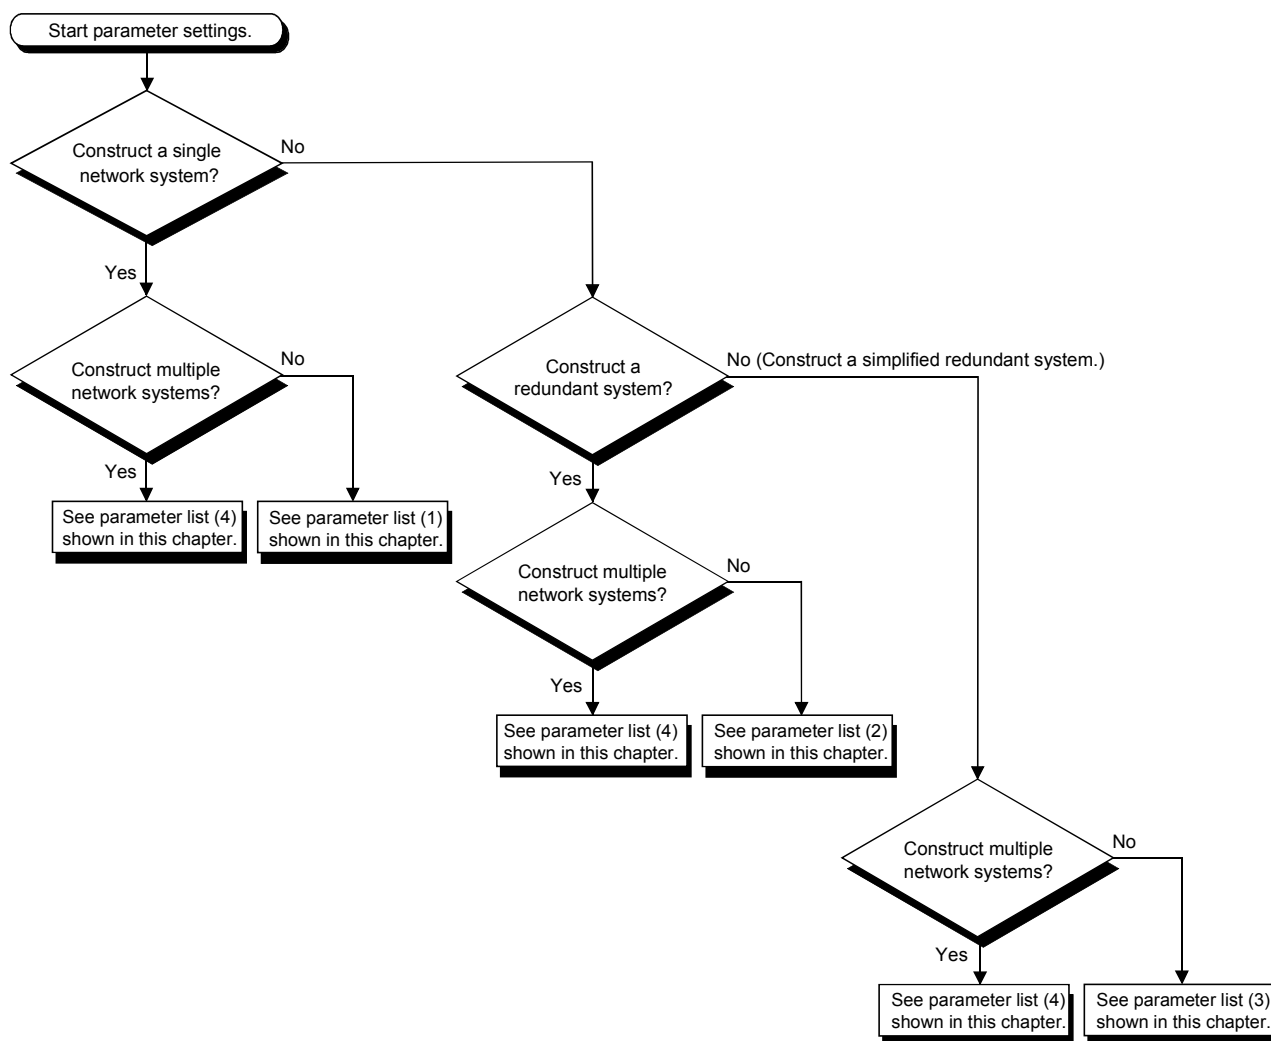 Start parameter settings.
Construct a single
network system?
No
Yes
Construct multiple
network systems?
No
Yes
See parameter list (4)
shown in this chapter.
See parameter list (1)
shown in this chapter.
Construct a
redundant system?
No (Construct a simplified redundant system.)
Yes
Construct multiple
network systems?
No
Yes
See parameter list (4)
shown in this chapter.
See parameter list (2)
shown in this chapter.
Construct multiple
network systems?
No
Yes
See parameter list (4)
shown in this chapter.
See parameter list (3)
shown in this chapter.